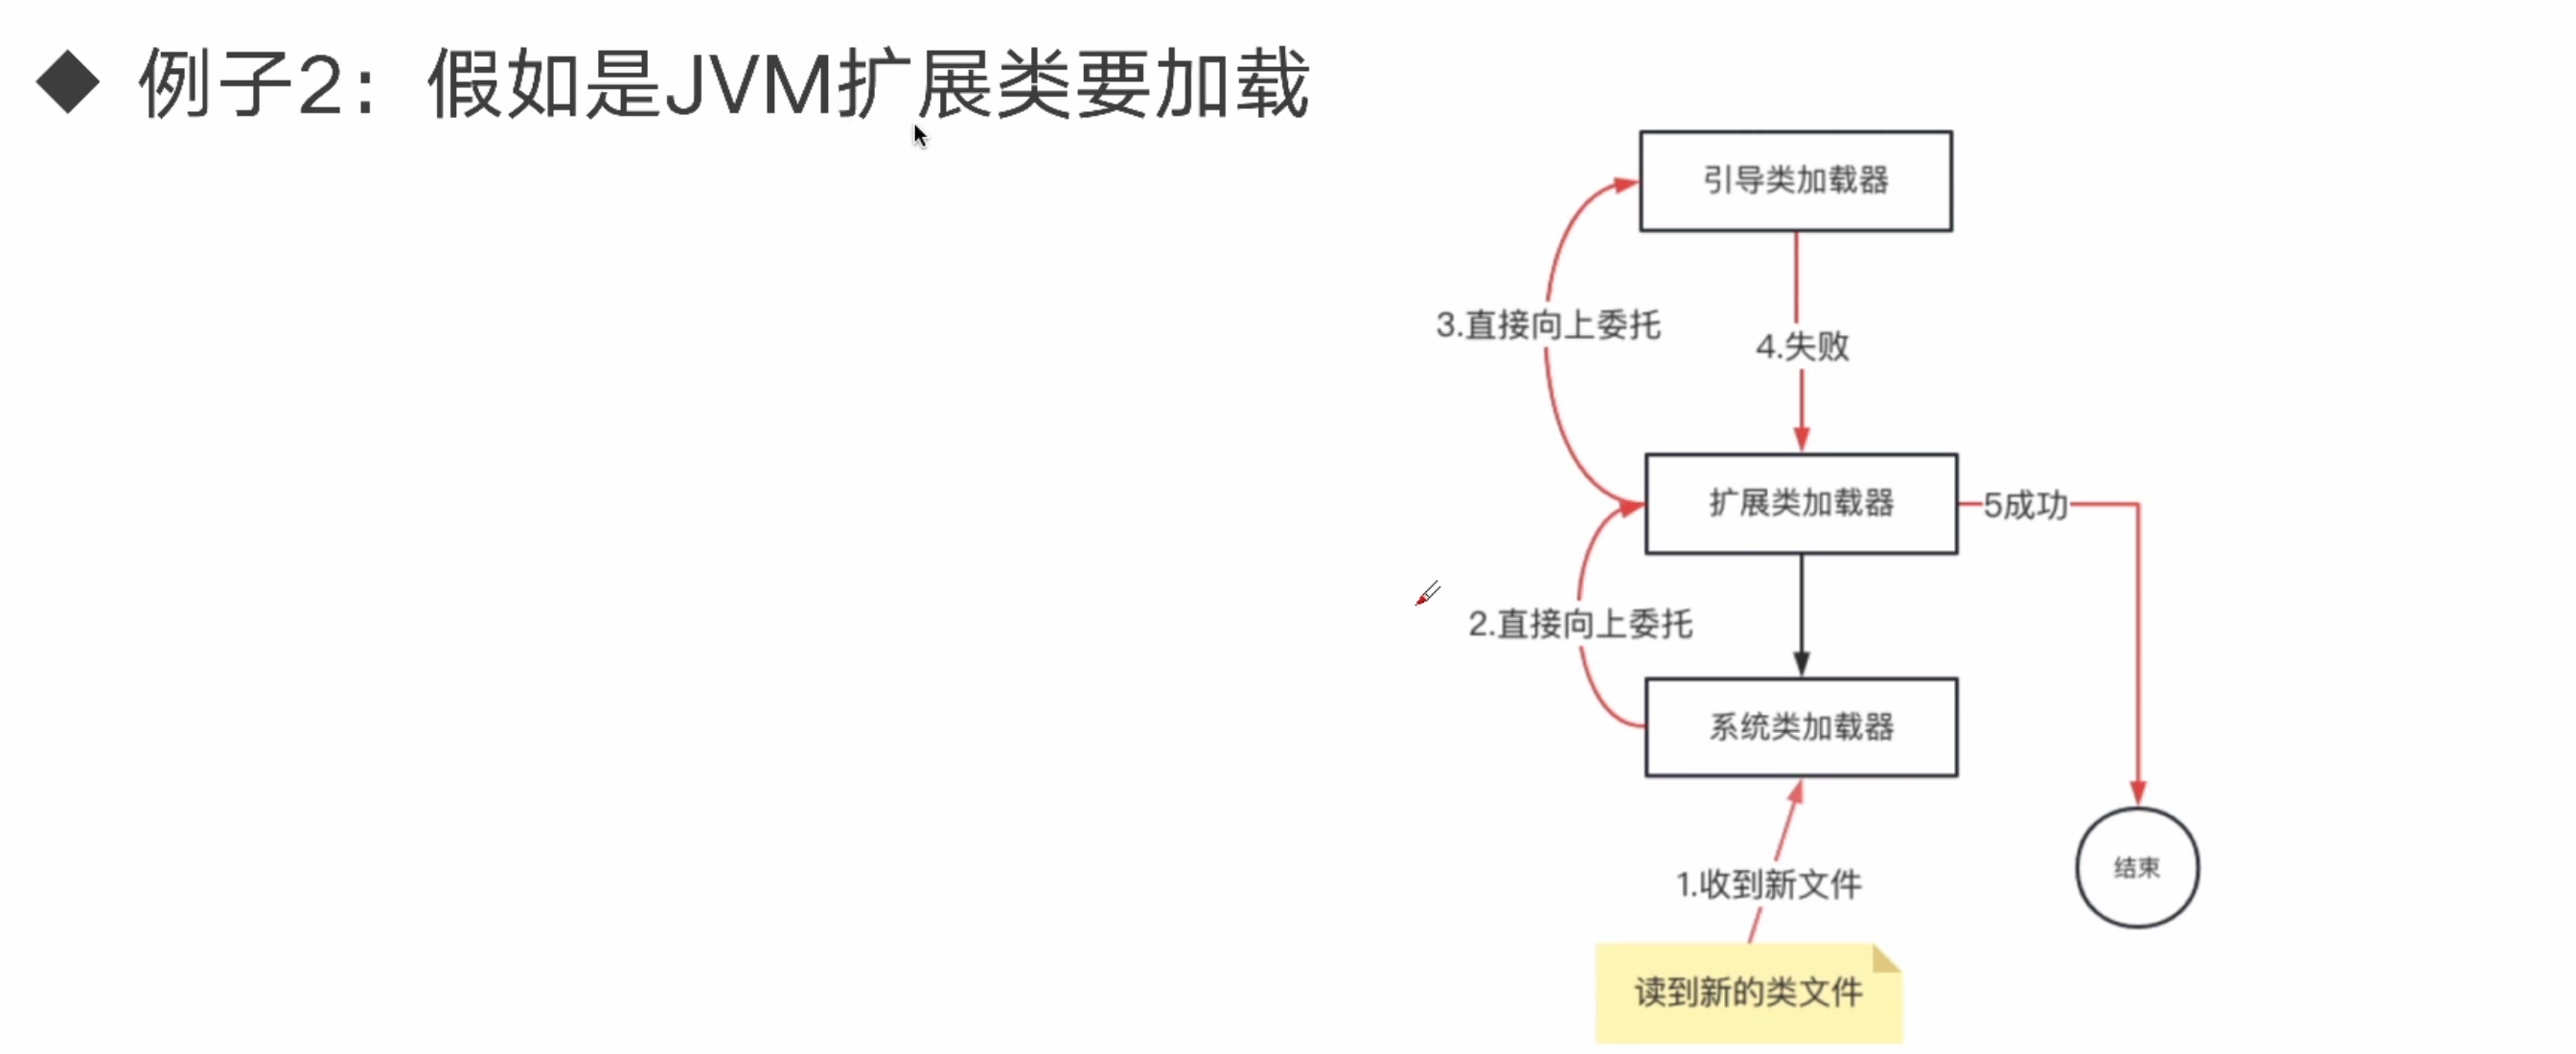 例子2：假如是JVM扩展类要加载
引导类加载器
3.直接向上委托
4.失败
扩展类加载器
5成功
2.直接向上委托
系统类加载器
1.收到新文件
结束
读到新的类文件